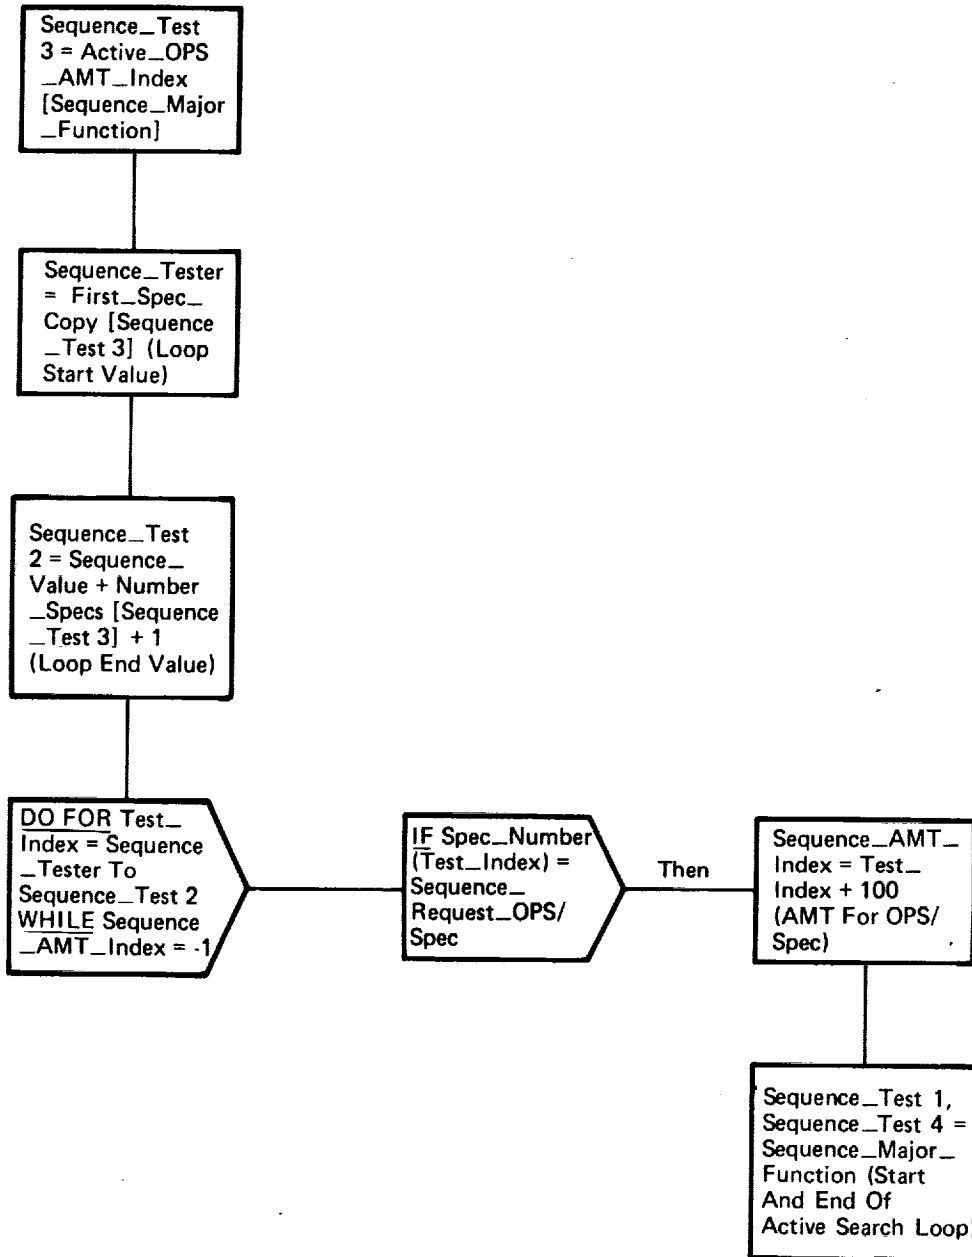 Sequence_Test
3 = Active_OPS
_AMT_Index
[Sequence_Major
_Function]
Sequence_Tester
= First_Spec_
Copy [Sequence
_Test 3] (Loop
Start Value)
Sequence_Test
2 = Sequence_
Value + Number
_Specs [Sequence
_Test 3] + 1
(Loop End Value)
DO FOR Test_
Index = Sequence
_Tester To
Sequence_Test 2
WHILE Sequence
_AMT_Index = -1
IF Spec_Number
(Test_Index) =
Sequence_
Request_OPS/
Spec
Then
Sequence_AMT_
Index = Test_
Index + 100
(AMT For OPS/
Spec)
Sequence_Test 1,
Sequence_Test 4 =
Sequence_Major_
Function (Start
And End Of
Active Search Loop)